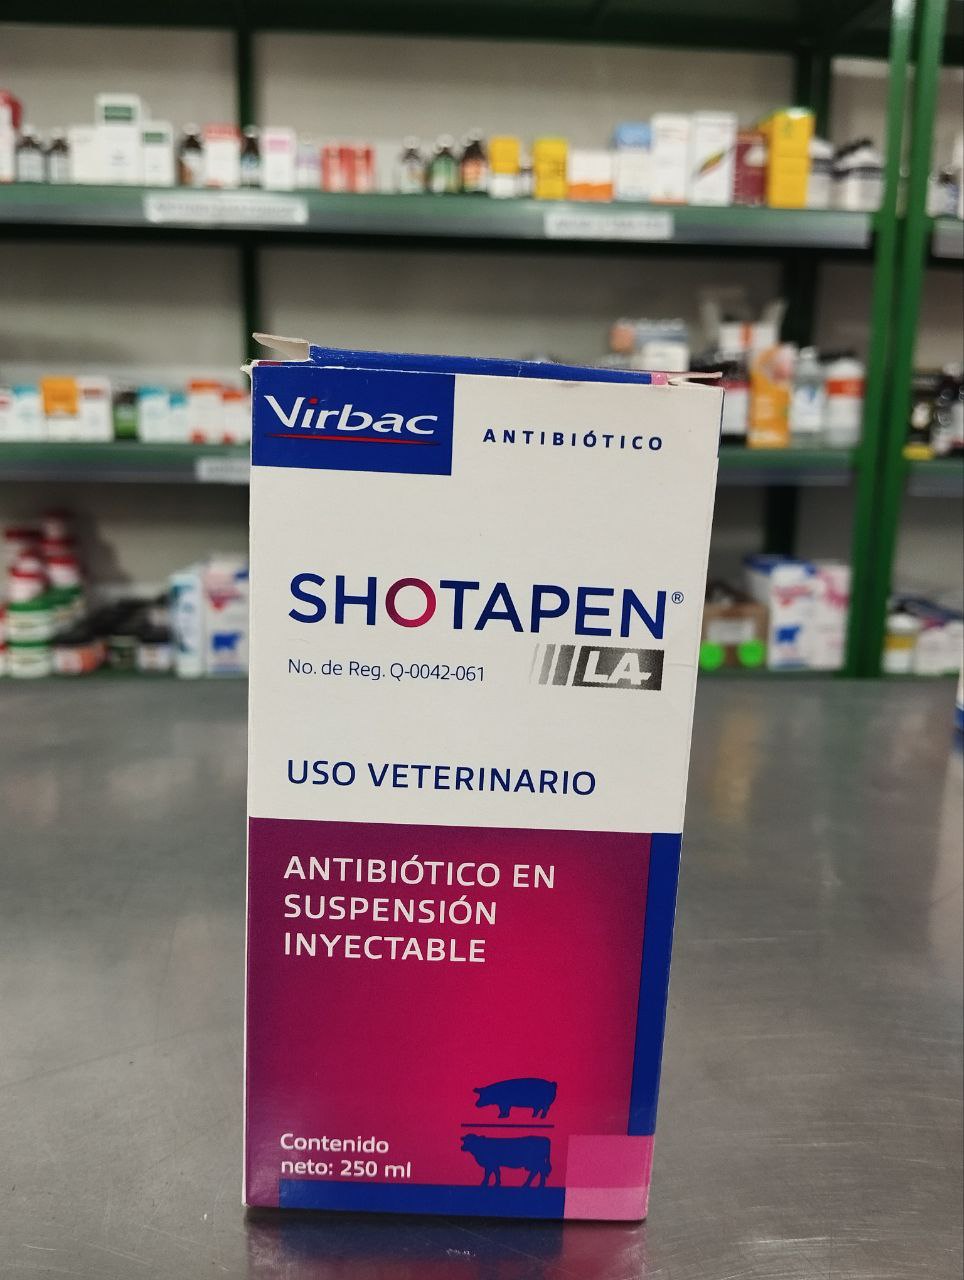 Virbac
ANTIBIÓTICO
SHOTAPEN®
LA
No. de Reg. Q-0042-061
USO VETERINARIO
ANTIBIÓTICO EN
SUSPENSIÓN
INYECTABLE
Contenido
neto: 250 ml